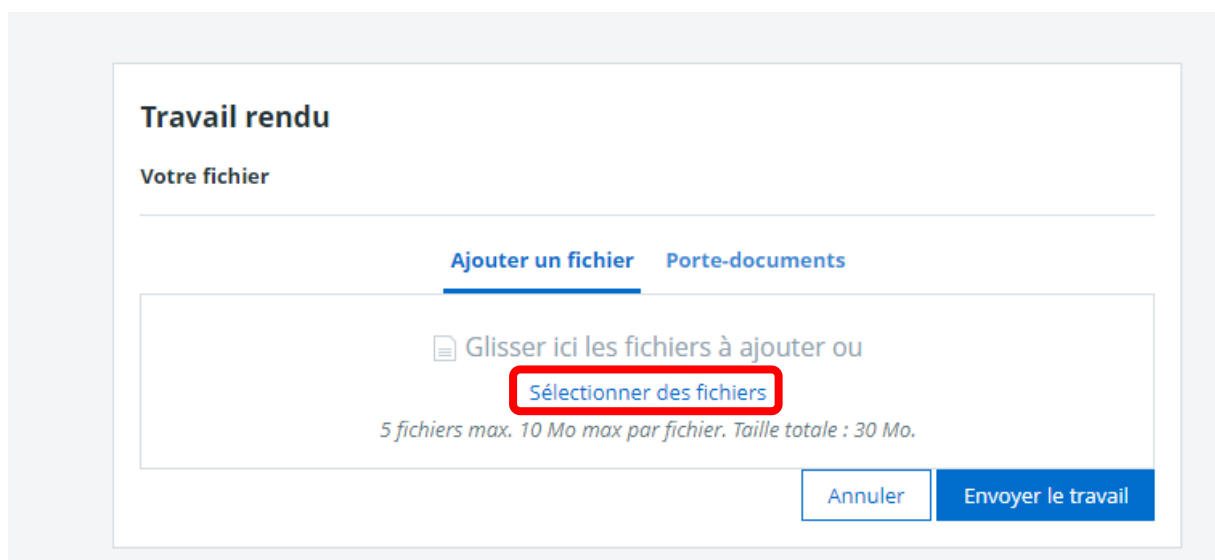 Travail rendu
Votre fichier
Ajouter un fichier Porte-documents
Glisser ici les fichiers à ajouter ou
Sélectionner des fichiers
5 fichiers max. 10 Mo max par fichier. Taille totale : 30 Mo.
Annuler Envoyer le travail